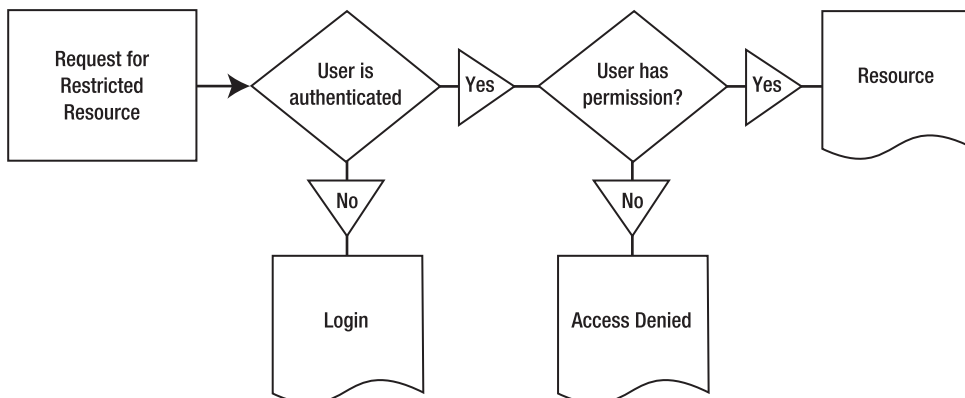 Request for
Restricted
Resource
User is
authenticated
Yes
User has
permission?
Yes
Resource
No
No
Login
Access Denied